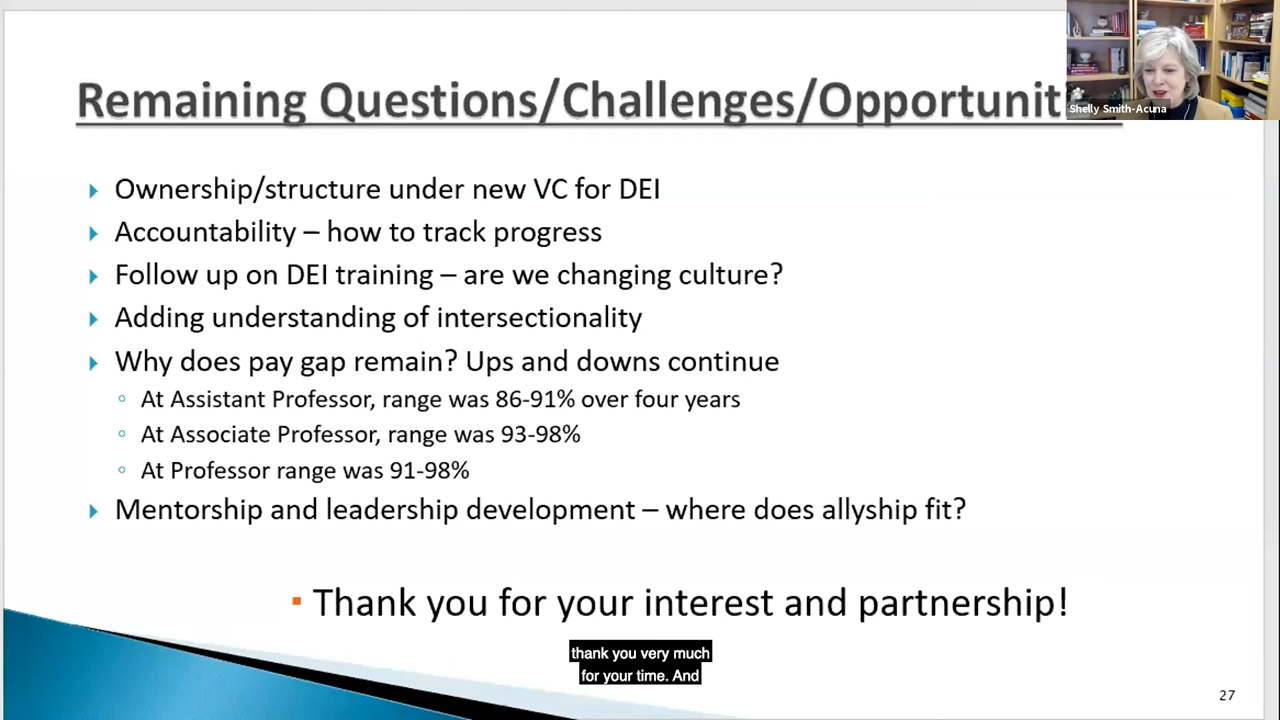 Remaining Questions/Challenges/Opportunit
Shelly Smith-Acuna
Ownership/structure under new VC for DEI
Accountability – how to track progress
Follow up on DEI training – are we changing culture?
Adding understanding of intersectionality
Why does pay gap remain? Ups and downs continue
At Assistant Professor, range was 86-91% over four years
At Associate Professor, range was 93-98%
At Professor range was 91-98%
Mentorship and leadership development – where does allyship fit?
Thank you for your interest and partnership!
thank you very much
for your time. And
27